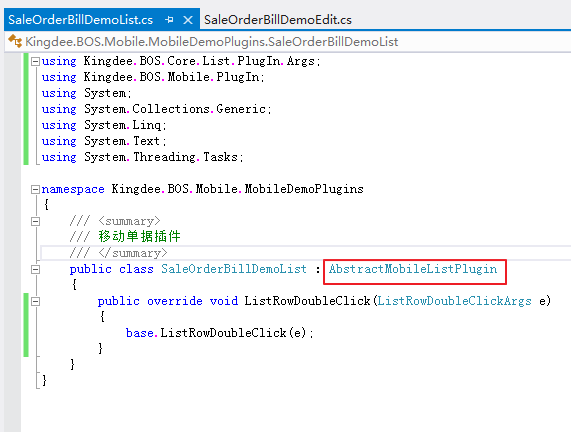 SaleOrderBillDemoList.cs SaleOrderBillDemoEdit.cs
Kingdee.BOS.Mobile.MobileDemoPlugins.SaleOrderBillDemoList
using Kingdee.BOS.Core.List.PlugIn.Args;
using Kingdee.BOS.Mobile.PlugIn;
using System;
using System.Collections.Generic;
using System.Linq;
using System.Text;
using System.Threading.Tasks;
namespace Kingdee.BOS.Mobile.MobileDemoPlugins
{
/// <summary>
/// 移动单据插件
/// </summary>
public class SaleOrderBillDemoList : AbstractMobileListPlugin
{
public override void ListRowDoubleClick(ListRowDoubleClickArgs e)
{
base.ListRowDoubleClick(e);
}
}
}